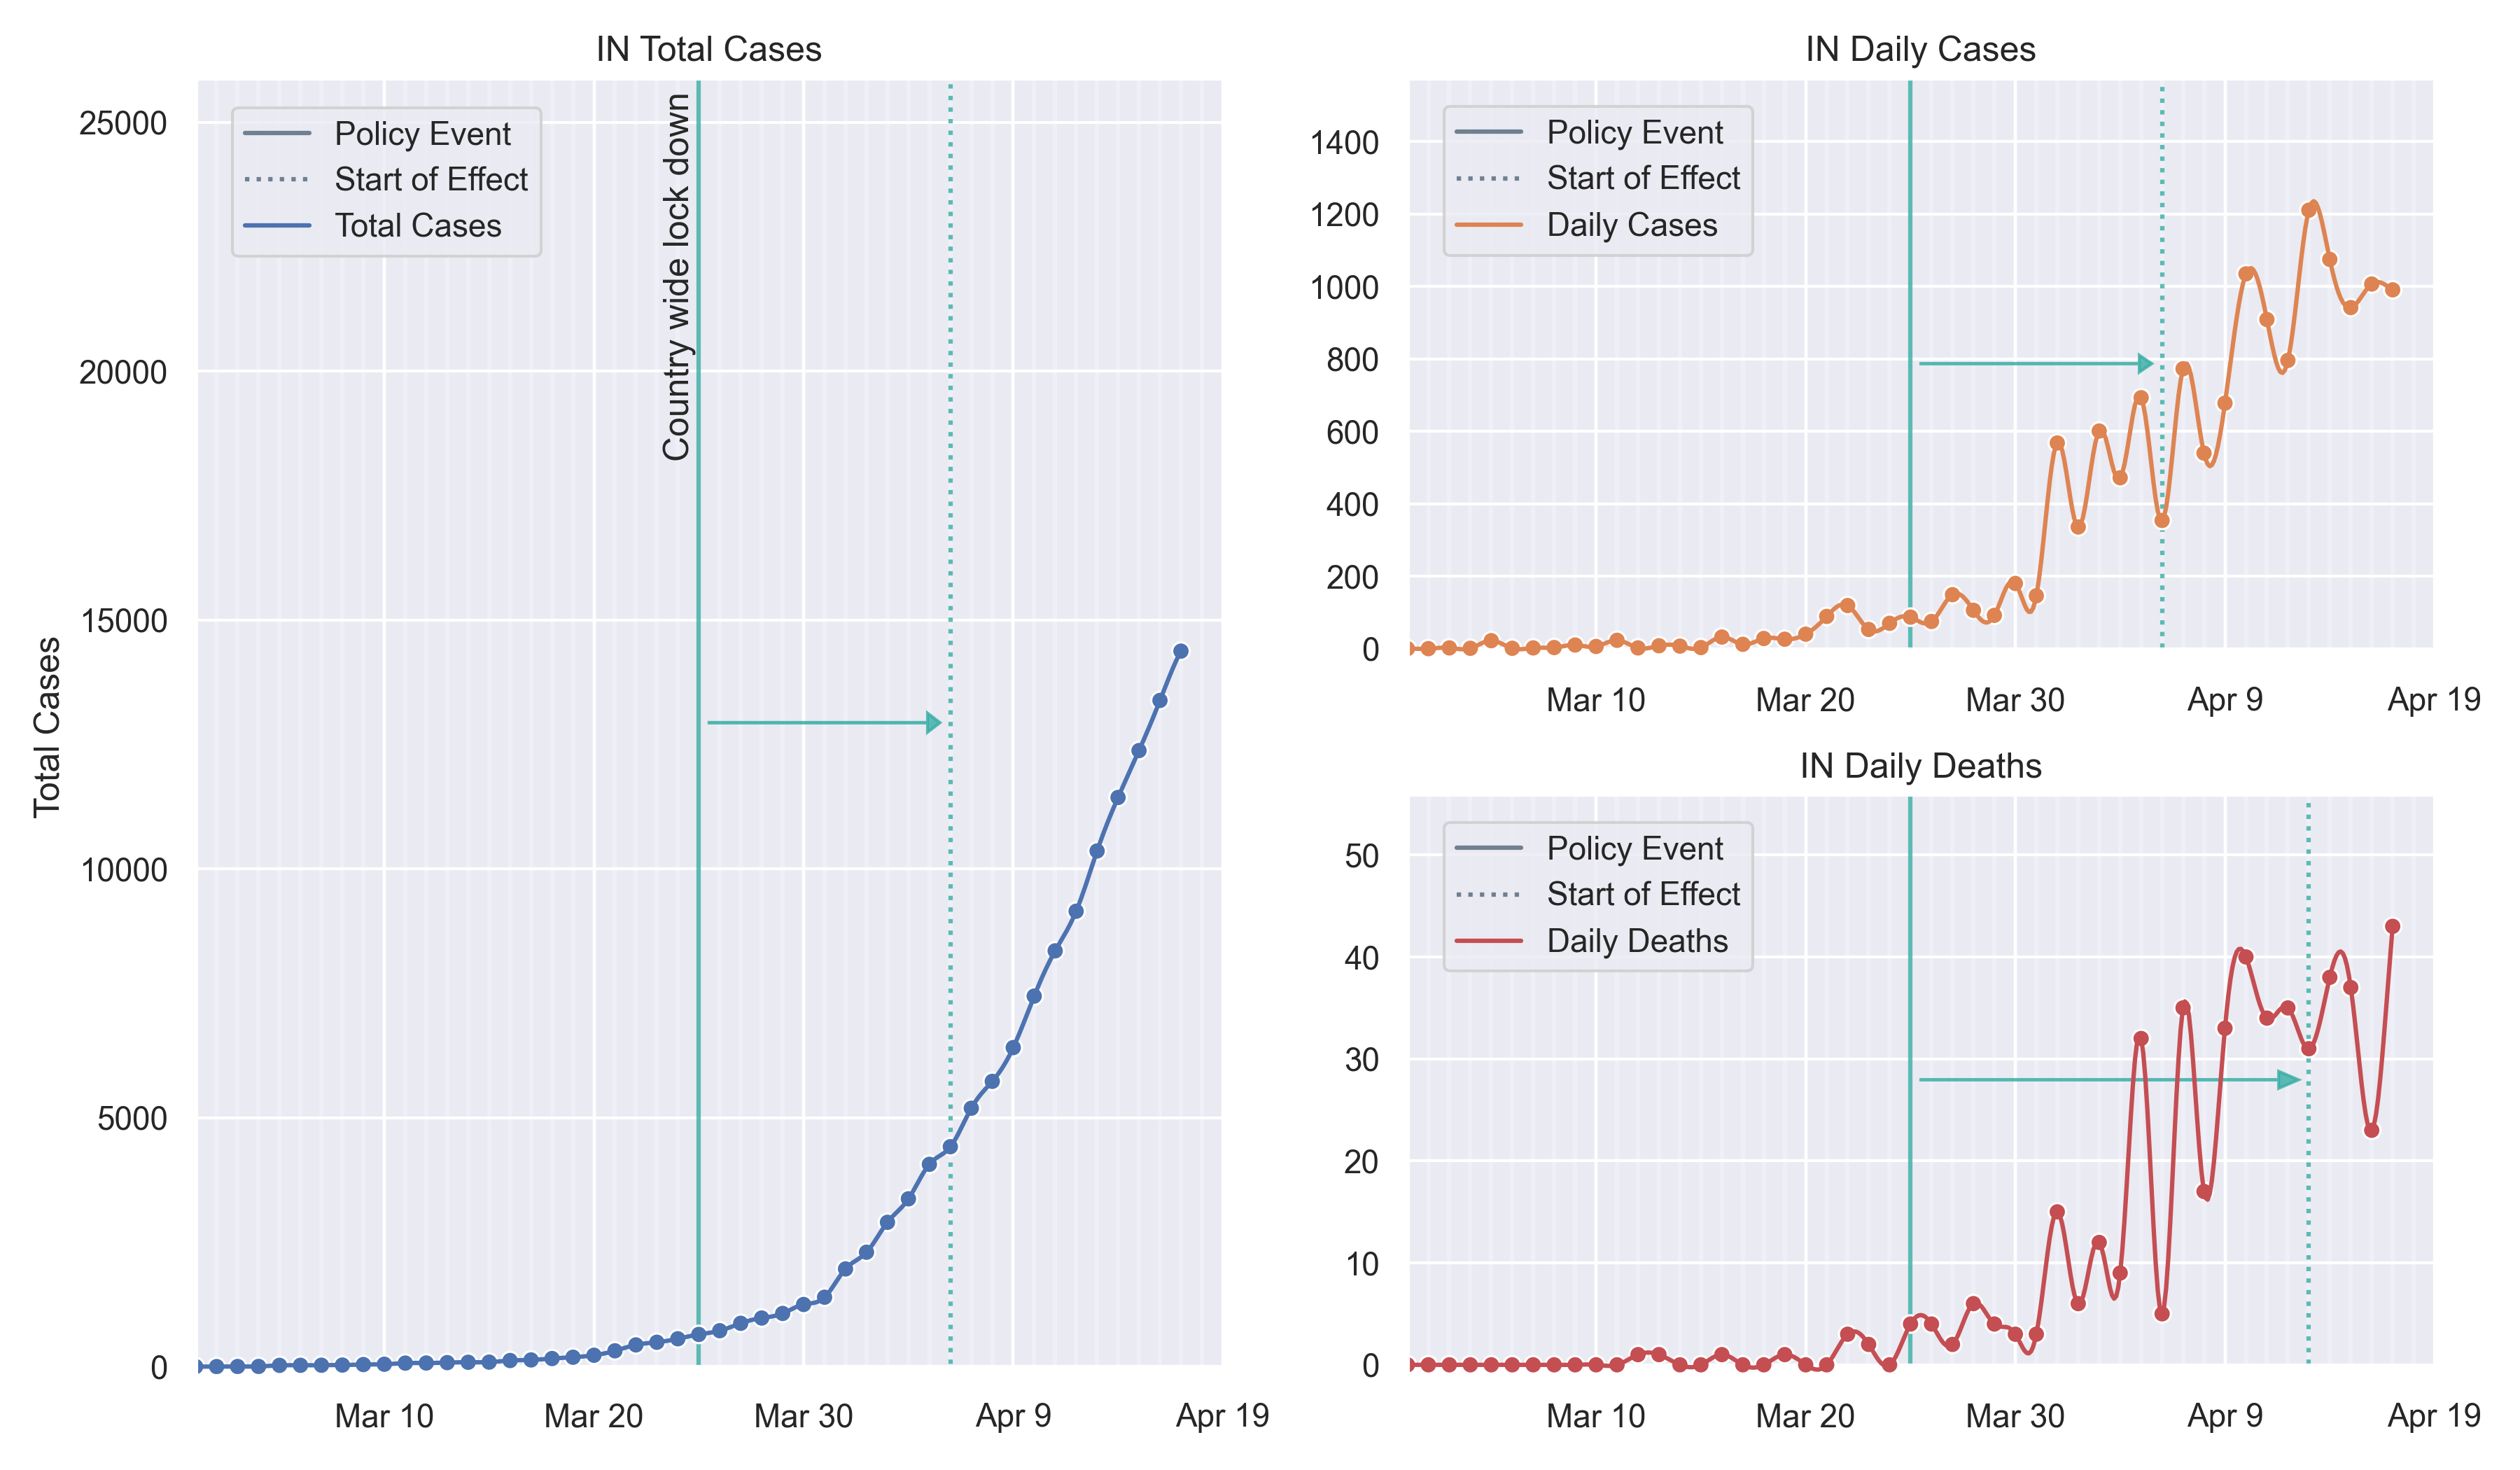 IN Total Cases
Total Cases
25000
20000
15000
10000
5000
0
Policy Event
Start of Effect
Total Cases
Country wide lock down
Mar 10
Mar 20
Mar 30
Apr 9
Apr 19
IN Daily Cases
1400
1200
1000
800
600
400
200
0
Policy Event
Start of Effect
Daily Cases
Mar 10
Mar 20
Mar 30
Apr 9
Apr 19
IN Daily Deaths
50
40
30
20
10
0
Policy Event
Start of Effect
Daily Deaths
Mar 10
Mar 20
Mar 30
Apr 9
Apr 19